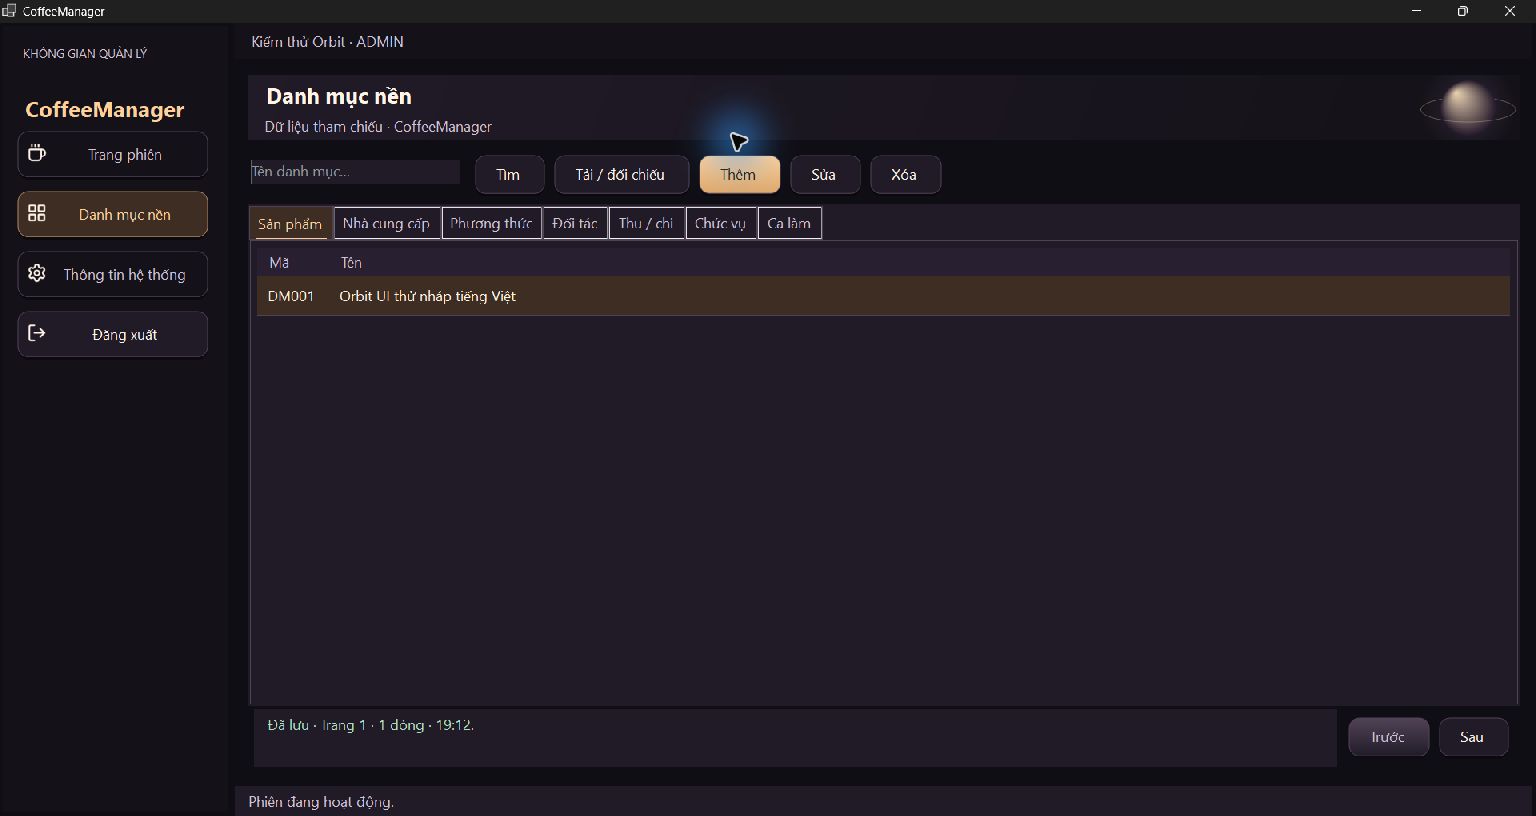 CoffeeManager
KHÔNG GIAN QUẢN LÝ
CoffeeManager
Trang phiên
Danh mục nền
Thông tin hệ thống
Đăng xuất
Kiểm thử Orbit · ADMIN
Danh mục nền
Dữ liệu tham chiếu · CoffeeManager
Tên danh mục... Tìm Tải / đối chiếu Thêm Sửa Xóa
Sản phẩm Nhà cung cấp Phương thức Đối tác Thu / chi Chức vụ Ca làm
Mã Tên
DM001 Orbit UI thử nháp tiếng Việt
Đã lưu · Trang 1 · 1 dòng · 19:12.
Trước Sau
Phiên đang hoạt động.